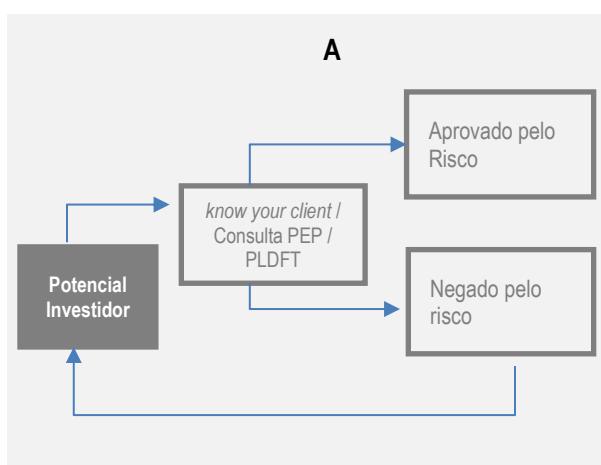 A
Aprovado pelo
Risco
know your client /
Consulta PEP /
PLDFT
Potencial
Investidor
Negado pelo
risco